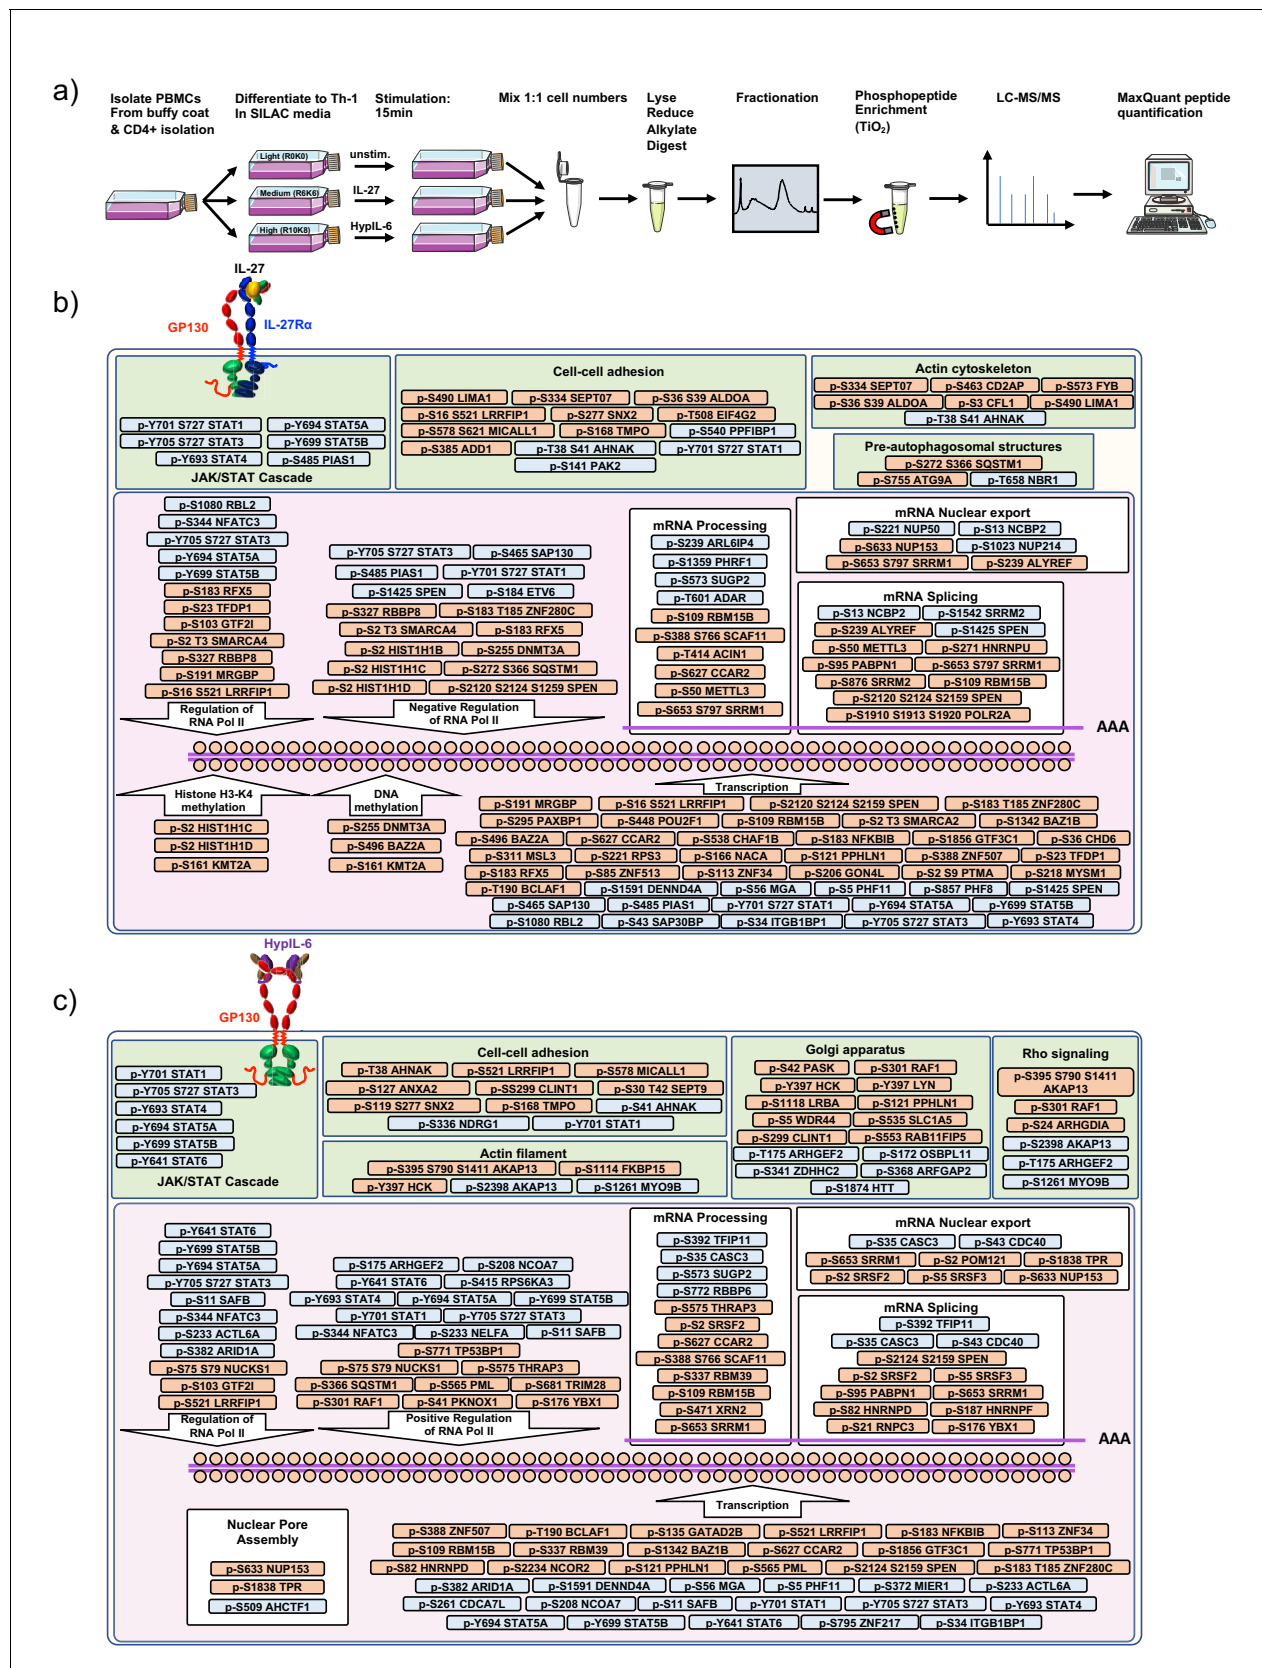 a)
Isolate PBMCs
From buffy coat
& CD4+ isolation
Differentiate to Th-1
In SILAC media
Stimulation:
15min
Mix 1:1 cell numbers
Lyse
Reduce
Alkylate
Digest
Fractionation
Phosphopeptide
Enrichment
(TiO₂)
LC-MS/MS
MaxQuant peptide
quantification
Light (R0K0)
unstim.
Medium (R6K6)
IL-27
High (R10K8)
HypIL-6
b)
IL-27
GP130
IL-27Rα
p-Y701 S727 STAT1
p-Y694 STAT5A
p-Y705 S727 STAT3
p-Y699 STAT5B
p-Y693 STAT4
p-S485 PIAS1
JAK/STAT Cascade
Cell-cell adhesion
p-S490 LIMA1
p-S334 SEPT07
p-S36 S39 ALDOA
p-S16 S521 LRRFIP1
p-S277 SNX2
p-T508 EIF4G2
p-S578 S621 MICALL1
p-S168 TMPO
p-S540 PPFIBP1
p-S385 ADD1
p-T38 S41 AHNAK
p-Y701 S727 STAT1
p-S141 PAK2
Actin cytoskeleton
p-S334 SEPT07
p-S463 CD2AP
p-S573 FYB
p-S36 S39 ALDOA
p-S3 CFL1
p-S490 LIMA1
p-T38 S41 AHNAK
Pre-autophagosomal structures
p-S272 S366 SQSTM1
p-S755 ATG9A
p-T658 NBR1
p-S1080 RBL2
p-S344 NFATC3
p-Y705 S727 STAT3
p-Y694 STAT5A
p-Y699 STAT5B
p-S183 RFX5
p-S23 TFDP1
p-S103 GTF2I
p-S2 T3 SMARCA4
p-S327 RBBP8
p-S191 MRGBP
p-S16 S521 LRRFIP1
Regulation of
RNA Pol II
p-Y705 S727 STAT3
p-S465 SAP130
p-S485 PIAS1
p-Y701 S727 STAT1
p-S1425 SPEN
p-S184 ETV6
p-S327 RBBP8
p-S183 T185 ZNF280C
p-S2 T3 SMARCA4
p-S183 RFX5
p-S2 HIST1H1B
p-S255 DNMT3A
p-S2 HIST1H1C
p-S272 S366 SQSTM1
p-S2 HIST1H1D
p-S2120 S2124 S1259 SPEN
Negative Regulation
of RNA Pol II
mRNA Processing
p-S239 ARL6IP4
p-S1359 PHRF1
p-S573 SUGP2
p-T601 ADAR
p-S109 RBM15B
p-S388 S766 SCAF11
p-T414 ACIN1
p-S627 CCAR2
p-S50 METTL3
p-S653 S797 SRRM1
mRNA Nuclear export
p-S221 NUP50
p-S13 NCBP2
p-S633 NUP153
p-S1023 NUP214
p-S653 S797 SRRM1
p-S239 ALYREF
mRNA Splicing
p-S13 NCBP2
p-S1542 SRRM2
p-S239 ALYREF
p-S1425 SPEN
p-S50 METTL3
p-S271 HNRNPU
p-S95 PABPN1
p-S653 S797 SRRM1
p-S876 SRRM2
p-S109 RBM15B
p-S2120 S2124 S2159 SPEN
p-S1910 S1913 S1920 POLR2A
AAA
Histone H3-K4
methylation
p-S2 HIST1H1C
p-S2 HIST1H1D
p-S161 KMT2A
DNA
methylation
p-S255 DNMT3A
p-S496 BAZ2A
p-S161 KMT2A
Transcription
p-S191 MRGBP
p-S16 S521 LRRFIP1
p-S2120 S2124 S2159 SPEN
p-S183 T185 ZNF280C
p-S295 PAXBP1
p-S448 POU2F1
p-S109 RBM15B
p-S2 T3 SMARCA2
p-S1342 BAZ1B
p-S496 BAZ2A
p-S627 CCAR2
p-S538 CHAF1B
p-S183 NFKBIB
p-S1856 GTF3C1
p-S36 CHD6
p-S311 MSL3
p-S221 RPS3
p-S166 NACA
p-S121 PPHLN1
p-S388 ZNF507
p-S23 TFDP1
p-S183 RFX5
p-S85 ZNF513
p-S113 ZNF34
p-S206 GON4L
p-S2 S9 PTMA
p-S218 MYSM1
p-T190 BCLAF1
p-S1591 DENND4A
p-S56 MGA
p-S5 PHF11
p-S857 PHF8
p-S1425 SPEN
p-S465 SAP130
p-S485 PIAS1
p-Y701 S727 STAT1
p-Y694 STAT5A
p-Y699 STAT5B
p-S1080 RBL2
p-S43 SAP30BP
p-S34 ITGB1BP1
p-Y705 S727 STAT3
p-Y693 STAT4
c)
HypIL-6
GP130
p-Y701 STAT1
p-Y705 S727 STAT3
p-Y693 STAT4
p-Y694 STAT5A
p-Y699 STAT5B
p-Y641 STAT6
JAK/STAT Cascade
Cell-cell adhesion
p-T38 AHNAK
p-S521 LRRFIP1
p-S578 MICALL1
p-S127 ANXA2
p-SS299 CLINT1
p-S30 T42 SEPT9
p-S119 S277 SNX2
p-S168 TMPO
p-S41 AHNAK
p-S336 NDRG1
p-Y701 STAT1
Actin filament
p-S395 S790 S1411 AKAP13
p-S1114 FKBP15
p-Y397 HCK
p-S2398 AKAP13
p-S1261 MYO9B
Golgi apparatus
p-S42 PASK
p-S301 RAF1
p-Y397 HCK
p-Y397 LYN
p-S1118 LRBA
p-S121 PPHLN1
p-S5 WDR44
p-S535 SLC1A5
p-S299 CLINT1
p-S553 RAB11FIP5
p-T175 ARHGEF2
p-S172 OSBPL11
p-S341 ZDHHC2
p-S368 ARFGAP2
p-S1874 HTT
Rho signaling
p-S395 S790 S1411
AKAP13
p-S301 RAF1
p-S24 ARHGDIA
p-S2398 AKAP13
p-T175 ARHGEF2
p-S1261 MYO9B
p-Y641 STAT6
p-Y699 STAT5B
p-Y694 STAT5A
p-Y705 S727 STAT3
p-S11 SAFB
p-S344 NFATC3
p-S233 ACTL6A
p-S382 ARID1A
p-S75 S79 NUCKS1
p-S103 GTF2I
p-S521 LRRFIP1
Regulation of
RNA Pol II
p-S175 ARHGEF2
p-S208 NCOA7
p-Y641 STAT6
p-S415 RPS6KA3
p-Y693 STAT4
p-Y694 STAT5A
p-Y699 STAT5B
p-Y701 STAT1
p-Y705 S727 STAT3
p-S344 NFATC3
p-S233 NELFA
p-S11 SAFB
p-S771 TP53BP1
p-S75 S79 NUCKS1
p-S575 THRAP3
p-S366 SQSTM1
p-S565 PML
p-S681 TRIM28
p-S301 RAF1
p-S41 PKNOX1
p-S176 YBX1
Positive Regulation
of RNA Pol II
mRNA Processing
p-S392 TFIP11
p-S35 CASC3
p-S573 SUGP2
p-S772 RBBP6
p-S575 THRAP3
p-S2 SRSF2
p-S627 CCAR2
p-S388 S766 SCAF11
p-S337 RBM39
p-S109 RBM15B
p-S471 XRN2
p-S653 SRRM1
mRNA Nuclear export
p-S35 CASC3
p-S43 CDC40
p-S653 SRRM1
p-S2 POM121
p-S1838 TPR
p-S2 SRSF2
p-S5 SRSF3
p-S633 NUP153
mRNA Splicing
p-S392 TFIP11
p-S35 CASC3
p-S43 CDC40
p-S2124 S2159 SPEN
p-S2 SRSF2
p-S5 SRSF3
p-S95 PABPN1
p-S653 SRRM1
p-S82 HNRNPD
p-S187 HNRNPF
p-S21 RNPC3
p-S176 YBX1
AAA
Nuclear Pore
Assembly
p-S633 NUP153
p-S1838 TPR
p-S509 AHCTF1
Transcription
p-S388 ZNF507
p-T190 BCLAF1
p-S135 GATAD2B
p-S521 LRRFIP1
p-S183 NFKBIB
p-S113 ZNF34
p-S109 RBM15B
p-S337 RBM39
p-S1342 BAZ1B
p-S627 CCAR2
p-S1856 GTF3C1
p-S771 TP53BP1
p-S82 HNRNPD
p-S2234 NCOR2
p-S121 PPHLN1
p-S565 PML
p-S2124 S2159 SPEN
p-S183 T185 ZNF280C
p-S382 ARID1A
p-S1591 DENND4A
p-S56 MGA
p-S5 PHF11
p-S372 MIER1
p-S233 ACTL6A
p-S261 CDCA7L
p-S208 NCOA7
p-S11 SAFB
p-Y701 STAT1
p-Y705 S727 STAT3
p-Y693 STAT4
p-Y694 STAT5A
p-Y699 STAT5B
p-Y641 STAT6
p-S795 ZNF217
p-S34 ITGB1BP1